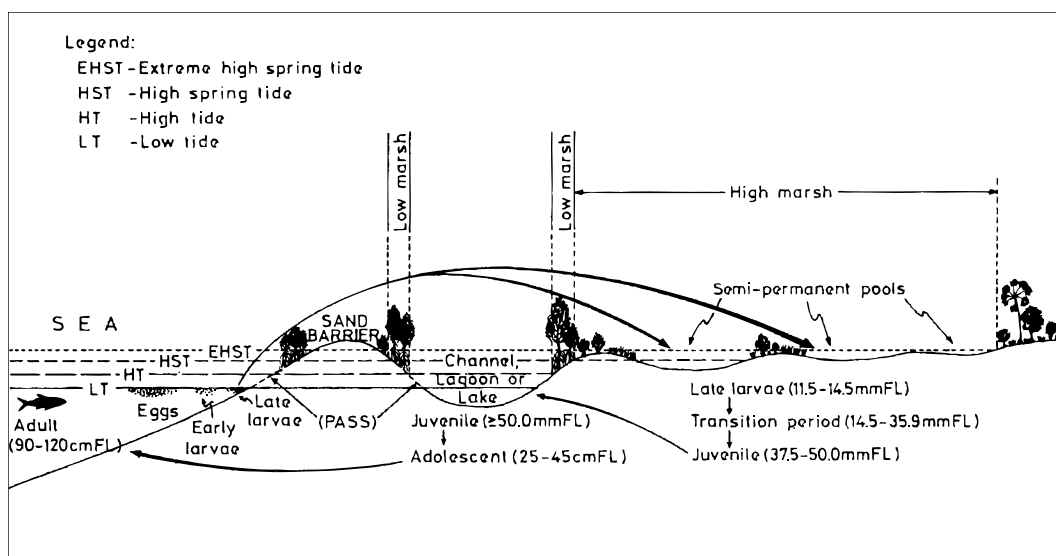 Legend:
EHST-Extreme high spring tide
HST -High spring tide
HT -High tide
LT -Low tide
Low marsh
Low marsh
High marsh
Semi-permanent pools
SEA
SAND
BARRIER
EHST
HST
HT
LT
Channel,
Lagoon or
Lake
Eggs
Early
larvae
Late
larvae
(PASS)
Adult
(90-120cmFL)
Juvenile (≥50.0mmFL)
Adolescent (25-45cmFL)
Late larvae (11.5-14.5mmFL)
Transition period (14.5-35.9mmFL)
Juvenile (37.5-50.0mmFL)